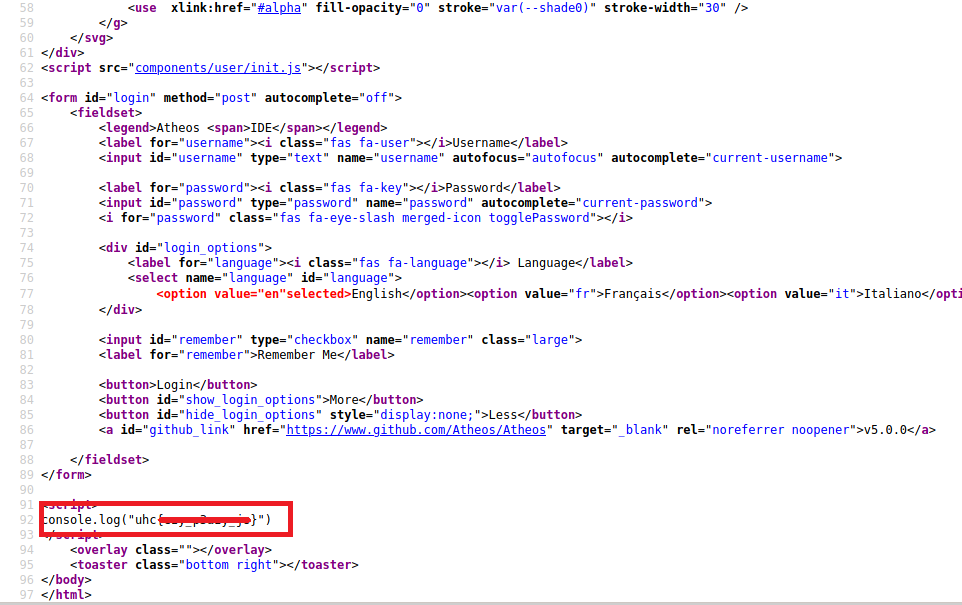 58 <use  xlink:href="#alpha" fill-opacity="0" stroke="var(--shade0)" stroke-width="30" />
59 </g>
60 </svg>
61 </div>
62 <script src="components/user/init.js"></script>
63
64 <form id="login" method="post" autocomplete="off">
65 <fieldset>
66 <legend>Atheos <span>IDE</span></legend>
67 <label for="username"><i class="fas fa-user"></i>Username</label>
68 <input id="username" type="text" name="username" autofocus="autofocus" autocomplete="current-username">
69
70 <label for="password"><i class="fas fa-key"></i>Password</label>
71 <input id="password" type="password" name="password" autocomplete="current-password">
72 <i for="password" class="fas fa-eye-slash merged-icon togglePassword"></i>
73
74 <div id="login_options">
75 <label for="language"><i class="fas fa-language"></i> Language</label>
76 <select name="language" id="language">
77 <option value="en"selected>English</option><option value="fr">Français</option><option value="it">Italiano</opti
78 </div>
79
80 <input id="remember" type="checkbox" name="remember" class="large">
81 <label for="remember">Remember Me</label>
82
83 <button>Login</button>
84 <button id="show_login_options">More</button>
85 <button id="hide_login_options" style="display:none;">Less</button>
86 <a id="github_link" href="https://www.github.com/Atheos/Atheos" target="_blank" rel="noreferrer noopener">v5.0.0</a>
87
88 </fieldset>
89 </form>
90
91 <script>
92 console.log("uhc{}")
93 </script>
94 <overlay class=""></overlay>
95 <toaster class="bottom right"></toaster>
96 </body>
97 </html>